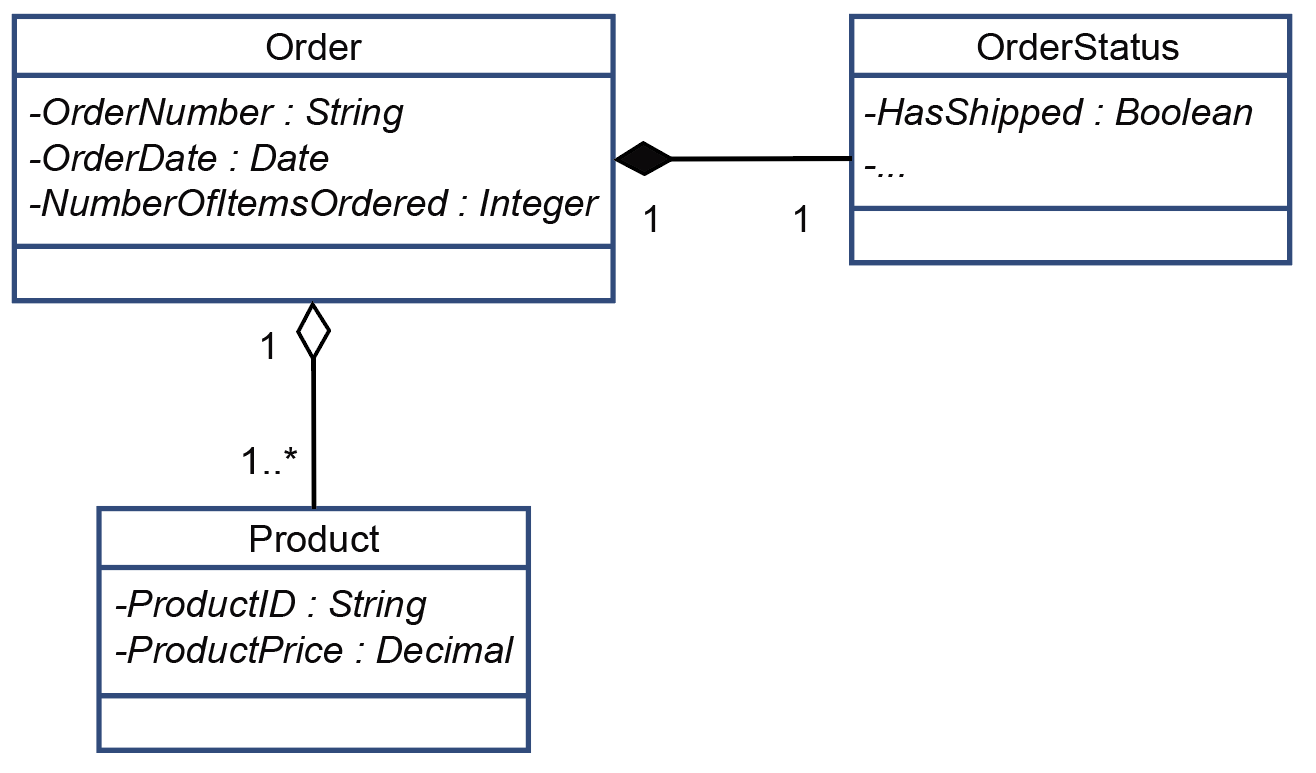 Order
-OrderNumber : String
-OrderDate : Date
-NumberOfItemsOrdered : Integer
OrderStatus
-HasShipped : Boolean
-...
1
1
1
1..*
Product
-ProductID : String
-ProductPrice : Decimal